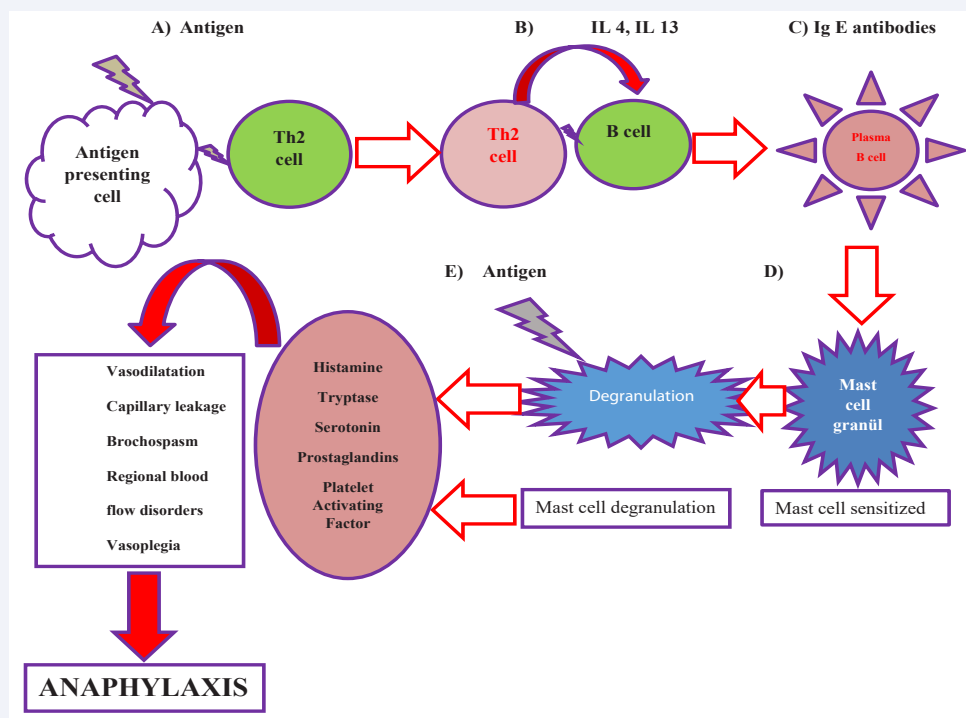 A) Antigen
B) IL 4, IL 13
C) Ig E antibodies
Antigen
presenting
cell
Th2
cell
Th2
cell
B cell
Plasma
B cell
E) Antigen
D)
Vasodilatation
Capillary leakage
Brochospasm
Regional blood
flow disorders
Vasoplegia
Histamine
Tryptase
Serotonin
Prostaglandins
Platelet
Activating
Factor
Degranulation
Mast
cell
granül
Mast cell degranulation
Mast cell sensitized
ANAPHYLAXIS